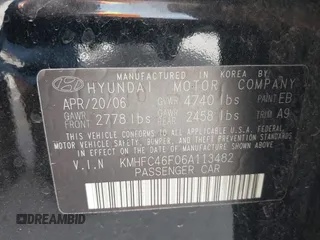 MANUFACTURED IN KOREA BY
HYUNDAI MOTOR COMPANY
APR/20/06 GVWR 4740 lbs PAINT EB
GAWR FRONT 2778 lbs GAWR REAR 2458 lbs TRIM A9
THIS VEHICLE CONFORMS TO ALL APPLICABLE
FEDERAL MOTOR VEHICLE SAFETY BUMPER AND
THEFT PREVENTION STANDARDS IN EFFECT ON
THE DATE OF MANUFACTURE SHOWN ABOVE.
V.I.N KMHFC46F06A113482
PASSENGER CAR
DREAMBID